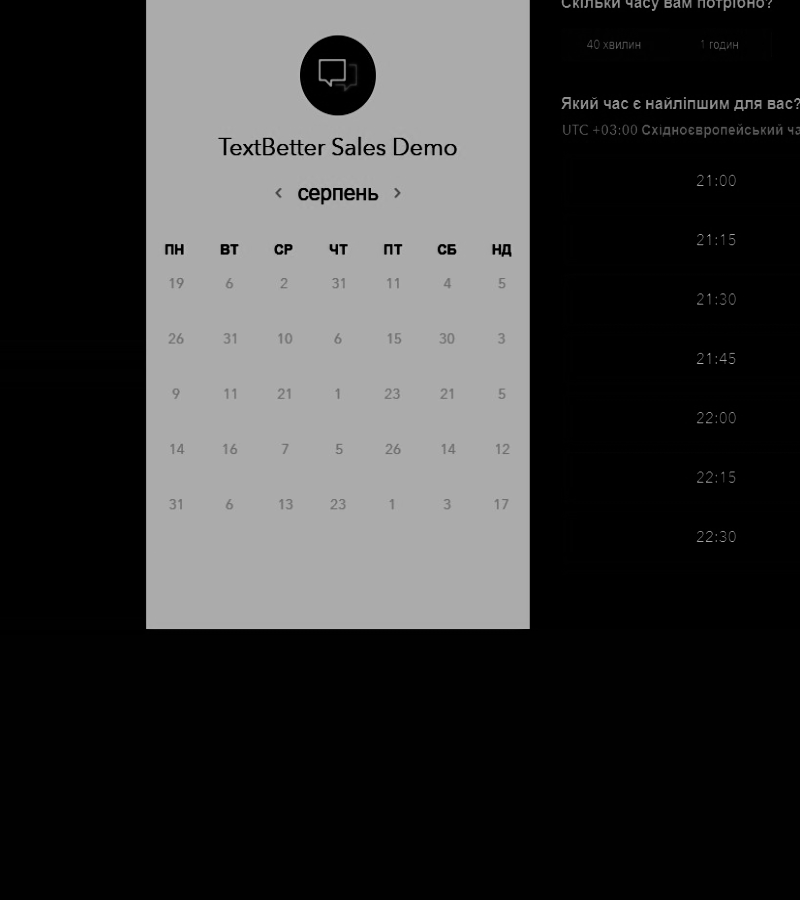 TextBetter Sales Demo
серпень
ПН ВТ СР ЧТ ПТ СБ НД
19 6 2 31 11 4 5
26 31 10 6 15 30 3
9 11 21 1 23 21 5
14 16 7 5 26 14 12
31 6 13 23 1 3 17
Скільки часу вам потрібно?
40 хвилин 1 годин
Який час є найліпшим для вас?
UTC +03:00 Східноєвропейський ча
21:00
21:15
21:30
21:45
22:00
22:15
22:30